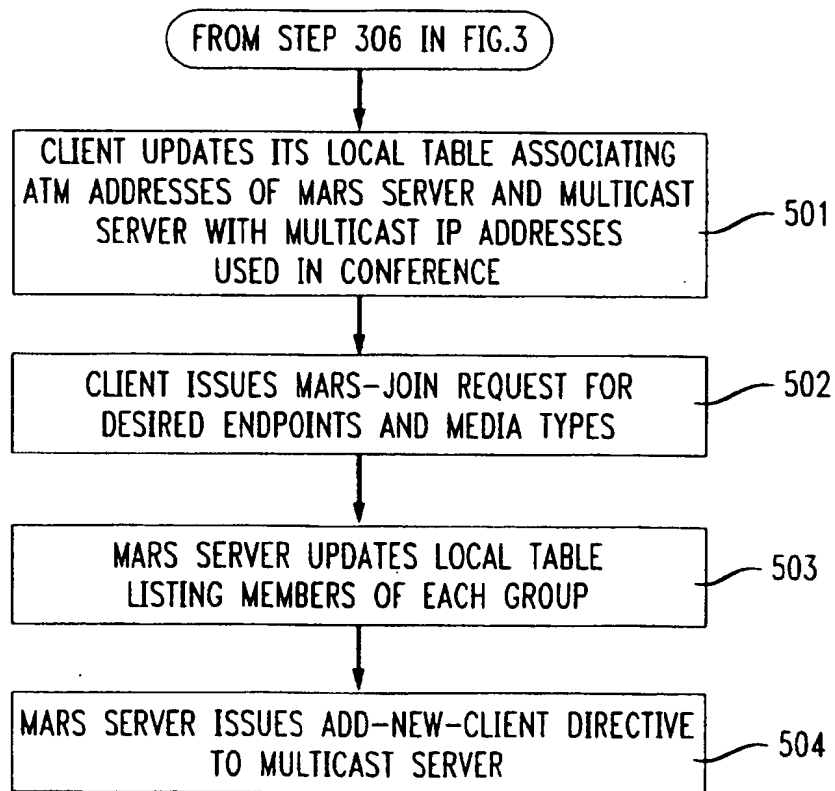 FROM STEP 306 IN FIG.3
CLIENT UPDATES ITS LOCAL TABLE ASSOCIATING
ATM ADDRESSES OF MARS SERVER AND MULTICAST
SERVER WITH MULTICAST IP ADDRESSES
USED IN CONFERENCE
501
CLIENT ISSUES MARS-JOIN REQUEST FOR
DESIRED ENDPOINTS AND MEDIA TYPES
502
MARS SERVER UPDATES LOCAL TABLE
LISTING MEMBERS OF EACH GROUP
503
MARS SERVER ISSUES ADD-NEW-CLIENT DIRECTIVE
TO MULTICAST SERVER
504